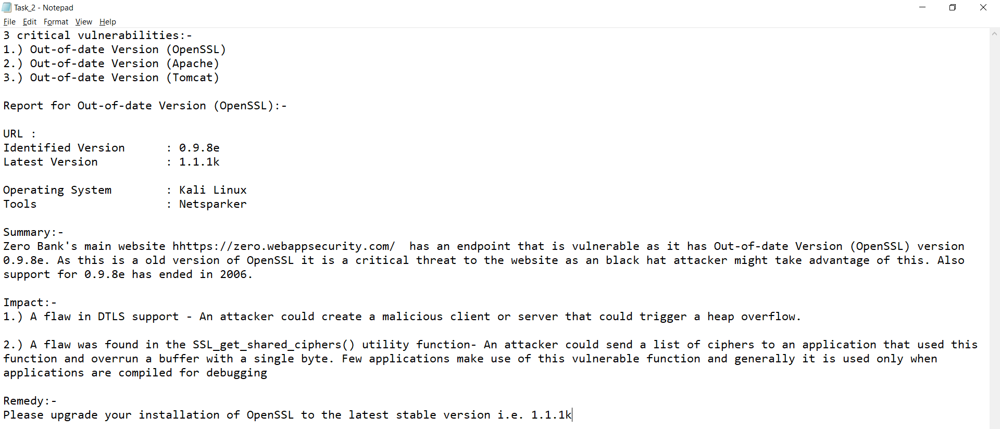 Task_2 - Notepad
File Edit Format View Help
3 critical vulnerabilities:-
1.) Out-of-date Version (OpenSSL)
2.) Out-of-date Version (Apache)
3.) Out-of-date Version (Tomcat)
Report for Out-of-date Version (OpenSSL):-
URL :
Identified Version : 0.9.8e
Latest Version : 1.1.1k
Operating System : Kali Linux
Tools : Netsparker
Summary:-
Zero Bank's main website hhttps://zero.webappsecurity.com/  has an endpoint that is vulnerable as it has Out-of-date Version (OpenSSL) version
0.9.8e. As this is a old version of OpenSSL it is a critical threat to the website as an black hat attacker might take advantage of this. Also
support for 0.9.8e has ended in 2006.
Impact:-
1.) A flaw in DTLS support - An attacker could create a malicious client or server that could trigger a heap overflow.
2.) A flaw was found in the SSL_get_shared_ciphers() utility function- An attacker could send a list of ciphers to an application that used this
function and overrun a buffer with a single byte. Few applications make use of this vulnerable function and generally it is used only when
applications are compiled for debugging
Remedy:-
Please upgrade your installation of OpenSSL to the latest stable version i.e. 1.1.1k